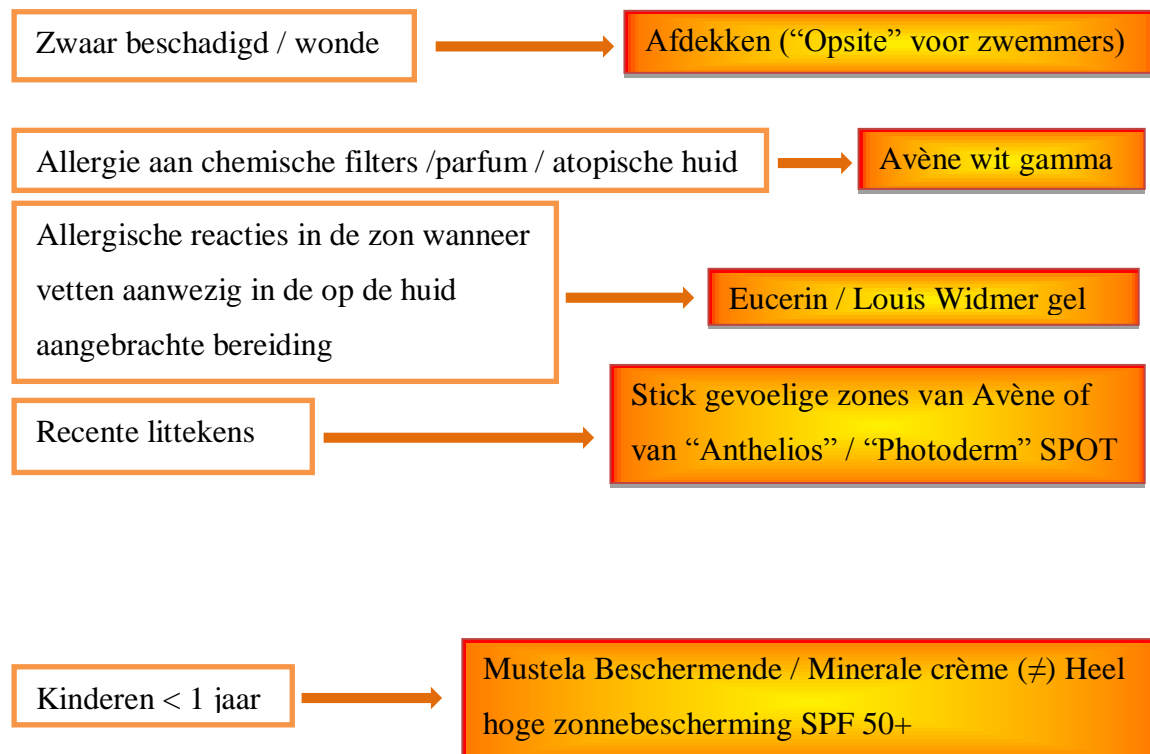 Zwaar beschadigd / wonde
Afdekken (“Opsite” voor zwemmers)
Allergie aan chemische filters /parfum / atopische huid
Avène wit gamma
Allergische reacties in de zon wanneer
vetten aanwezig in de op de huid
aangebrachte bereiding
Eucerin / Louis Widmer gel
Recente littekens
Stick gevoelige zones van Avène of
van “Anthelios” / “Photoderm” SPOT
Kinderen < 1 jaar
Mustela Beschermende / Minerale crème (≠) Heel
hoge zonnebescherming SPF 50+